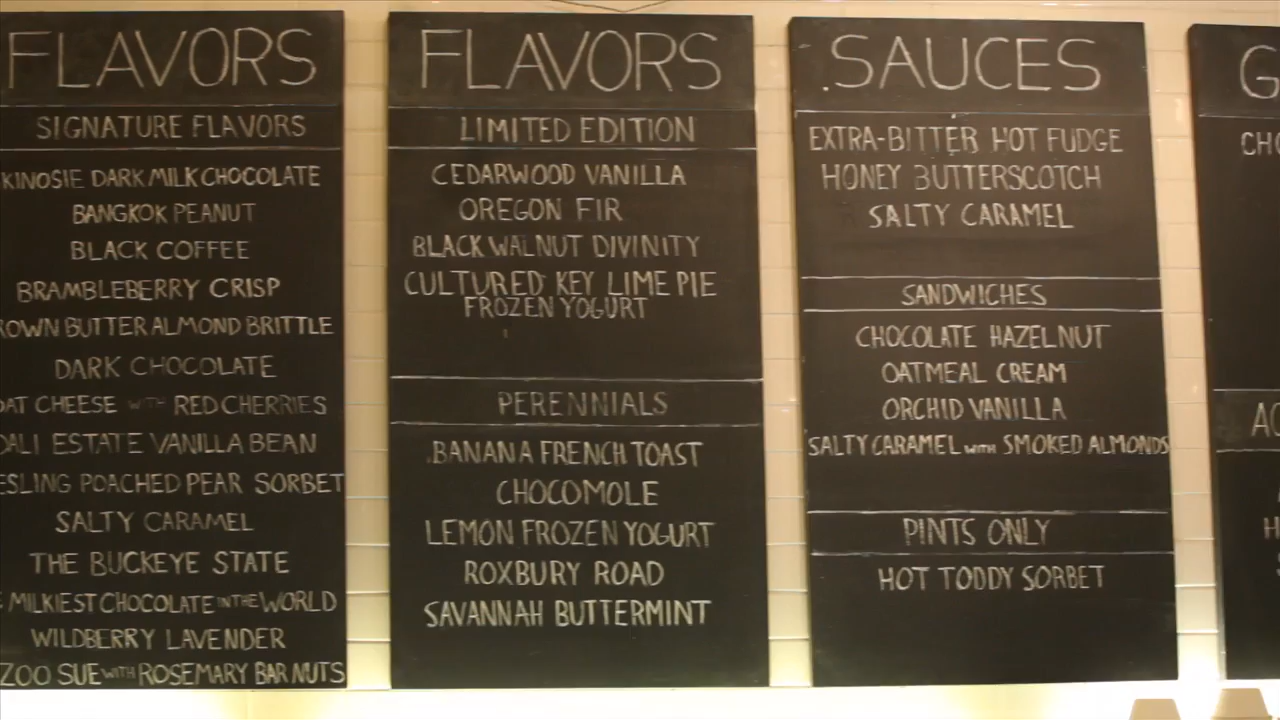 FLAVORS
SIGNATURE FLAVORS
KINOSIE DARK MILK CHOCOLATE
BANGKOK PEANUT
BLACK COFFEE
BRAMBLEBERRY CRISP
ROWN BUTTER ALMOND BRITTLE
DARK CHOCOLATE
OAT CHEESE WITH RED CHERRIES
DALI ESTATE VANILLA BEAN
ESLING POACHED PEAR SORBET
SALTY CARAMEL
THE BUCKEYE STATE
E MILKIEST CHOCOLATE IN THE WORLD
WILDBERRY LAVENDER
ZOO SUE WITH ROSEMARY BAR NUTS
FLAVORS
LIMITED EDITION
CEDARWOOD VANILLA
OREGON FIR
BLACK WALNUT DIVINITY
CULTURED KEY LIME PIE
FROZEN YOGURT
PERENNIALS
BANANA FRENCH TOAST
CHOCOMOLE
LEMON FROZEN YOGURT
ROXBURY ROAD
SAVANNAH BUTTERMINT
SAUCES
EXTRA-BITTER HOT FUDGE
HONEY BUTTERSCOTCH
SALTY CARAMEL
SANDWICHES
CHOCOLATE HAZELNUT
OATMEAL CREAM
ORCHID VANILLA
SALTY CARAMEL WITH SMOKED ALMONDS
PINTS ONLY
HOT TODDY SORBET
G
CHO
AC
H